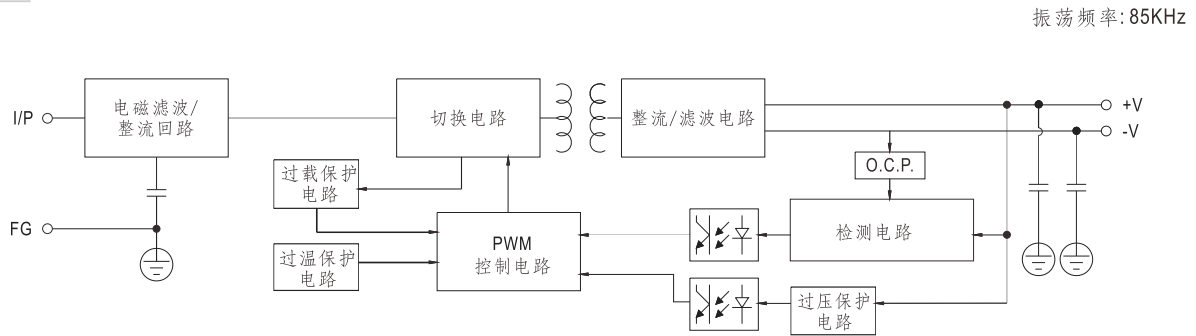 振荡频率: 85KHz
I/P
电磁滤波/
整流回路
切换电路
整流/滤波电路
+V
-V
O.C.P.
过载保护
电路
FG
PWM
控制电路
检测电路
过温保护
电路
过压保护
电路